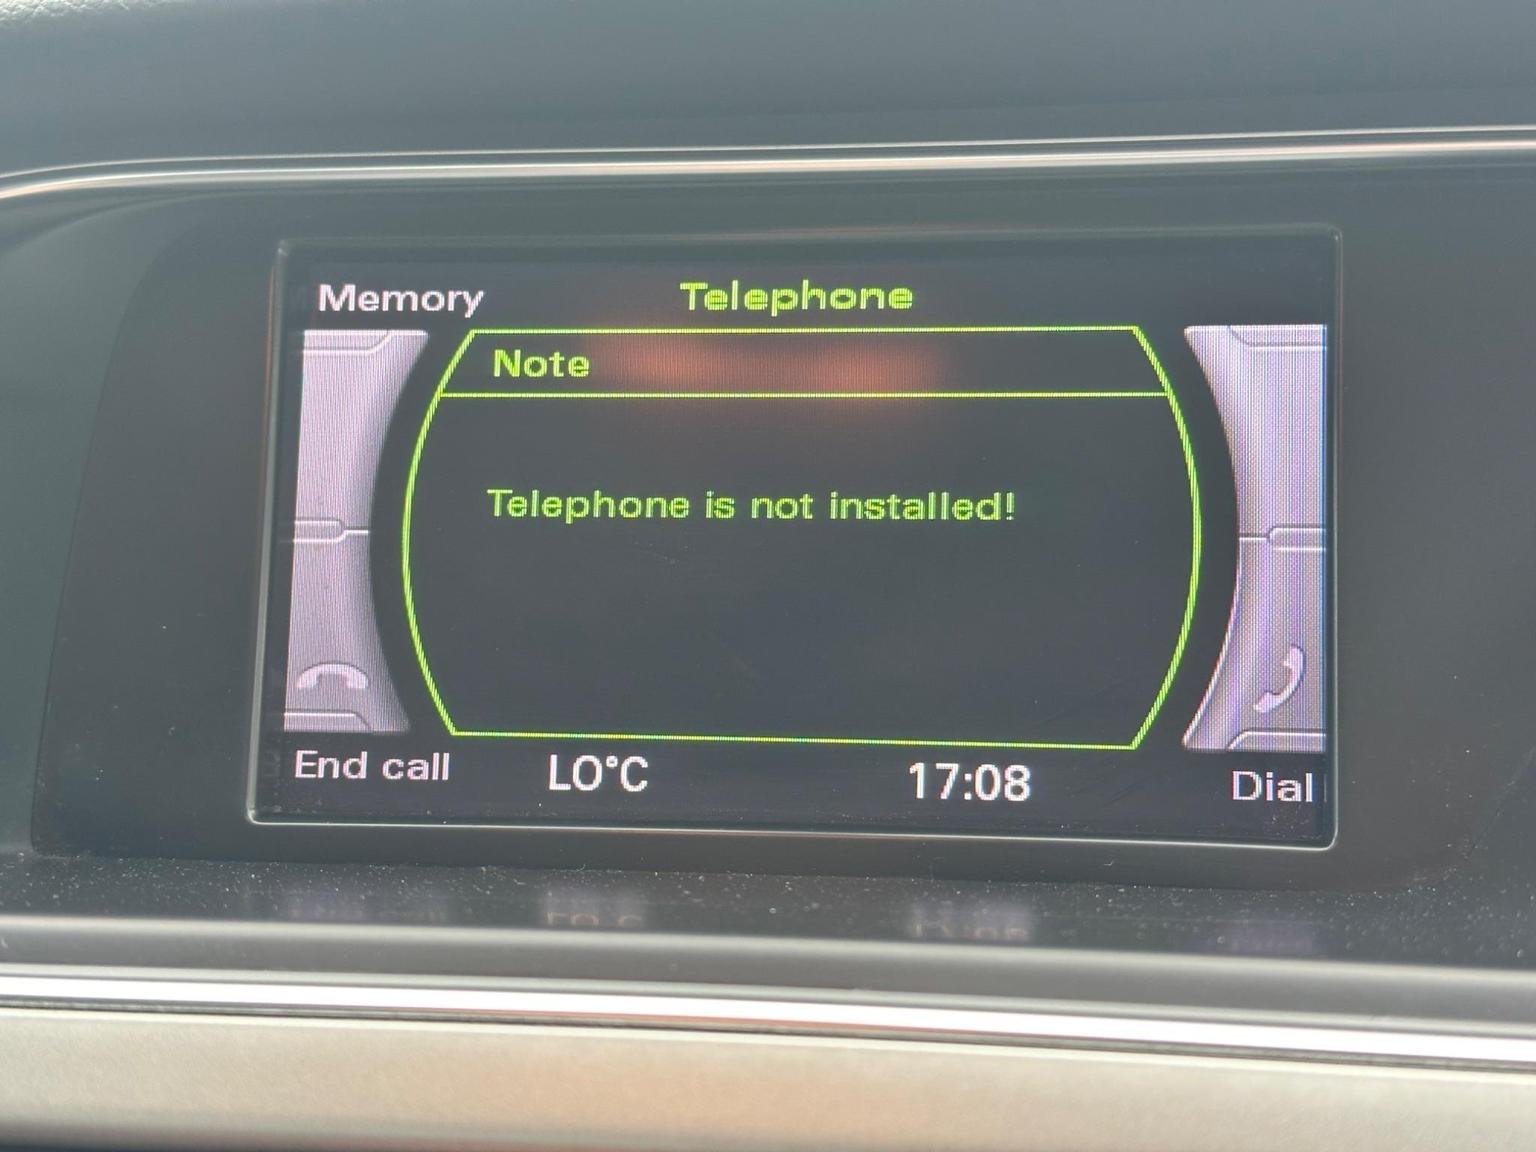 Memory
Telephone
Note
Telephone is not installed!
End call
LO°C
17:08
Dial